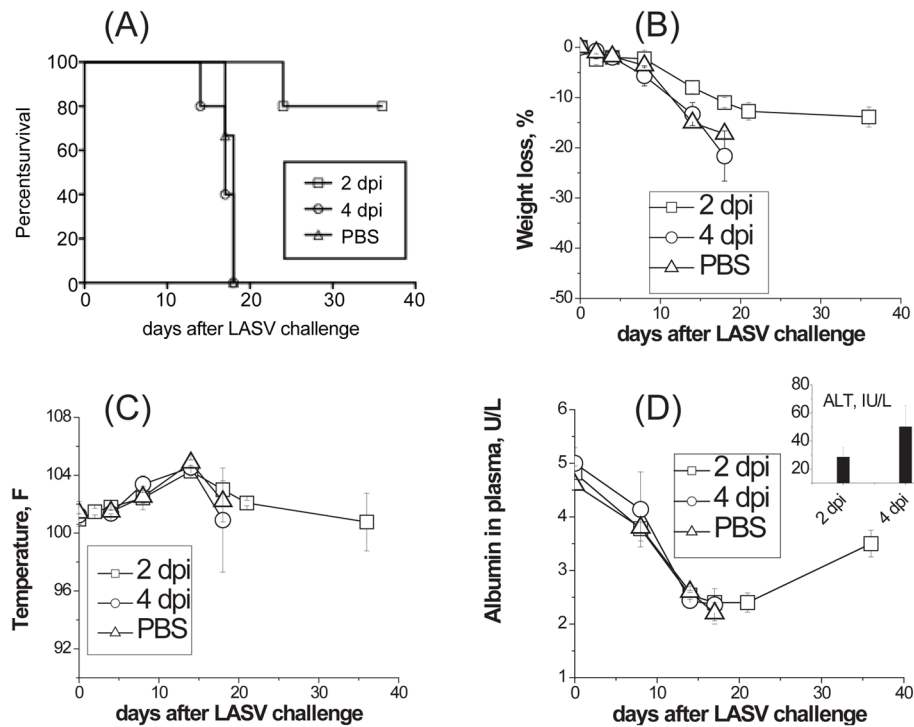 (A)
Percentsurvival
100
80
60
40
20
0
0 10 20 30 40
days after LASV challenge
2 dpi
4 dpi
PBS
(B)
Weight loss, %
0
-10
-20
-30
-40
-50
0 10 20 30 40
days after LASV challenge
2 dpi
4 dpi
PBS
(C)
Temperature, F
108
104
100
96
92
0 10 20 30 40
days after LASV challenge
2 dpi
4 dpi
PBS
(D)
Albumin in plasma, U/L
6
5
4
3
2
1
0 10 20 30 40
days after LASV challenge
2 dpi
4 dpi
PBS
ALT, IU/L
80
60
40
20
2 dpi
4 dpi